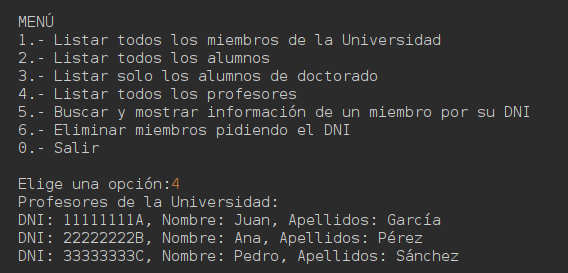 MENÚ
1.- Listar todos los miembros de la Universidad
2.- Listar todos los alumnos
3.- Listar solo los alumnos de doctorado
4.- Listar todos los profesores
5.- Buscar y mostrar información de un miembro por su DNI
6.- Eliminar miembros pidiendo el DNI
0.- Salir
Elige una opción:4
Profesores de la Universidad:
DNI: 11111111A, Nombre: Juan, Apellidos: García
DNI: 22222222B, Nombre: Ana, Apellidos: Pérez
DNI: 33333333C, Nombre: Pedro, Apellidos: Sánchez